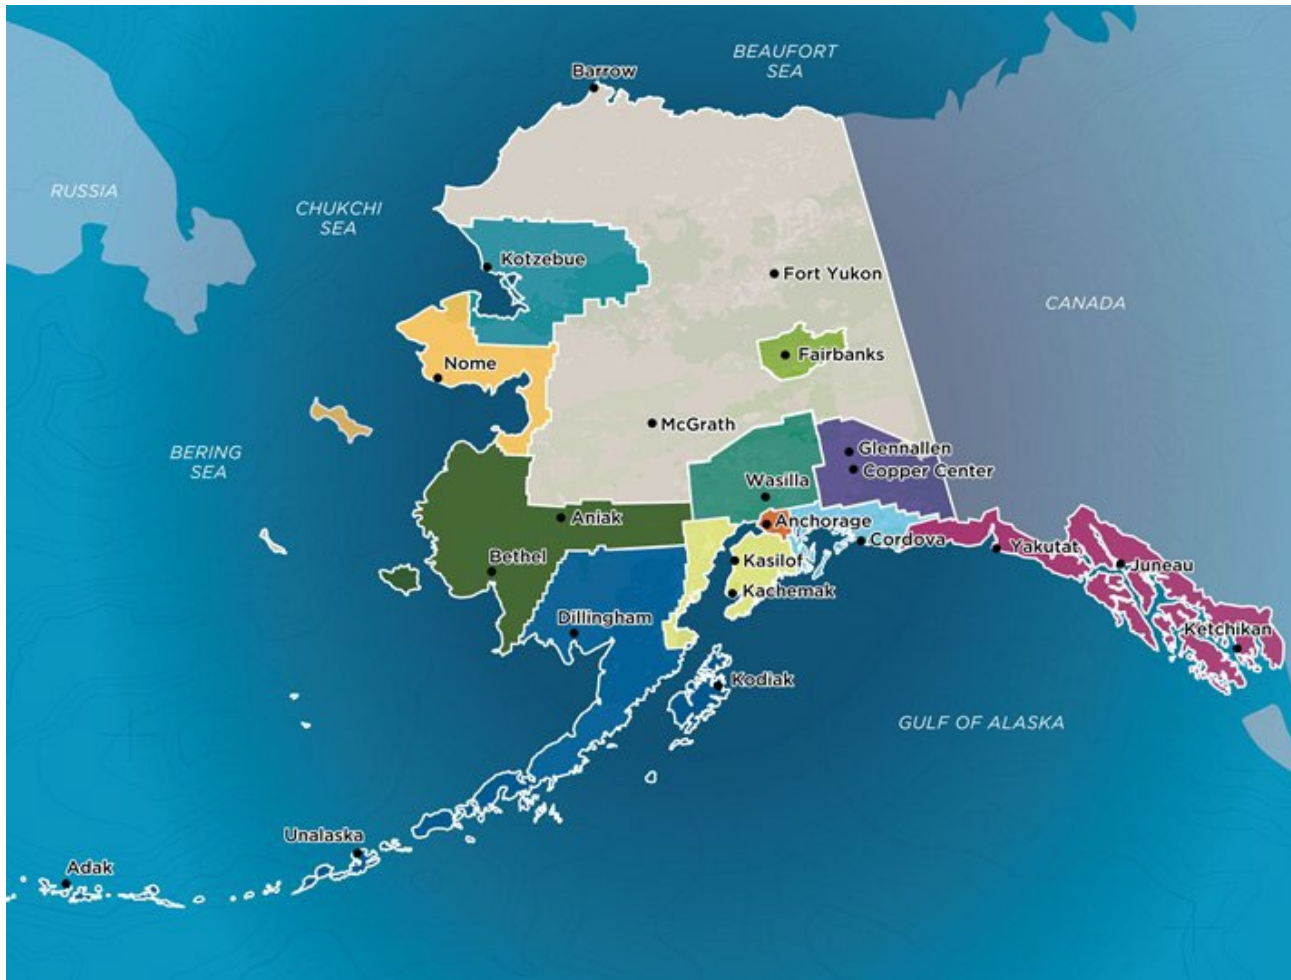 BEAUFORT
SEA
Barrow
RUSSIA
CHUKCHI
SEA
Kotzebue
Fort Yukon
CANADA
Fairbanks
Nome
McGrath
BERING
SEA
Glennallen
Copper Center
Wasilla
Aniak
Anchorage
Cordova
Yakutat
Bethel
Kasilof
Juneau
Kachemak
Dillingham
Ketchikan
Kodiak
GULF OF ALASKA
Unalaska
Adak